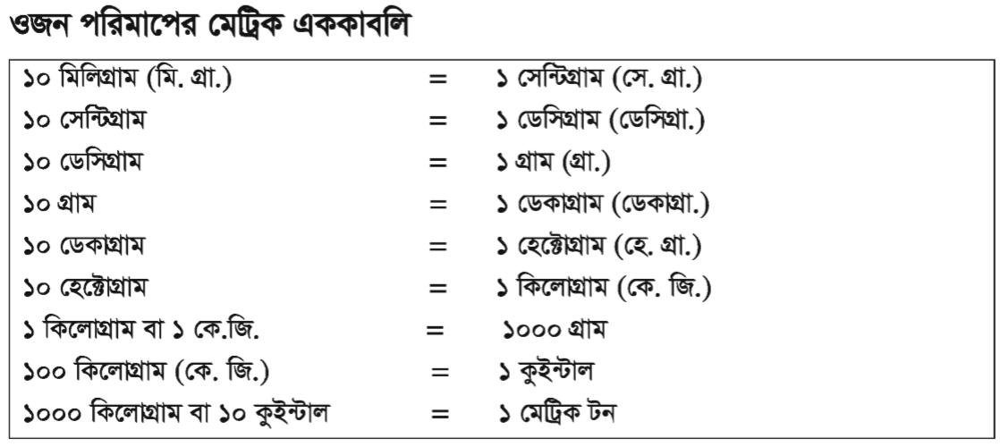 ওজন পরিমাপের মেট্রিক এককাবলি
১০ মিলিগ্রাম (মি. গ্রা.) = ১ সেন্টিগ্রাম (সে. গ্রা.)
১০ সেন্টিগ্রাম = ১ ডেসিগ্রাম (ডেসিগ্রা.)
১০ ডেসিগ্রাম = ১ গ্রাম (গ্রা.)
১০ গ্রাম = ১ ডেকাগ্রাম (ডেকাগ্রা.)
১০ ডেকাগ্রাম = ১ হেক্টোগ্রাম (হে. গ্রা.)
১০ হেক্টোগ্রাম = ১ কিলোগ্রাম (কে. জি.)
১ কিলোগ্রাম বা ১ কে.জি. = ১০০০ গ্রাম
১০০ কিলোগ্রাম (কে. জি.) = ১ কুইন্টাল
১০০০ কিলোগ্রাম বা ১০ কুইন্টাল = ১ মেট্রিক টন